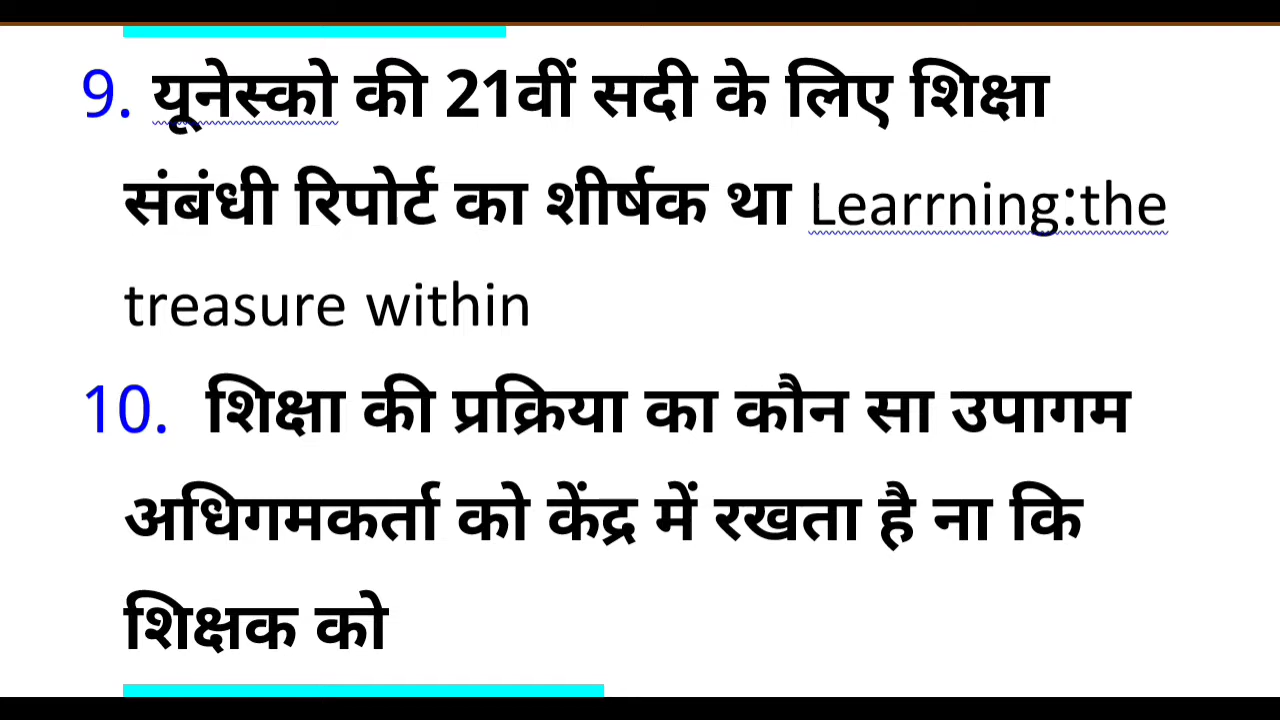 9. यूनेस्को की 21वीं सदी के लिए शिक्षा
संबंधी रिपोर्ट का शीर्षक था Learrning:the
treasure within
10. शिक्षा की प्रक्रिया का कौन सा उपागम
अधिगमकर्ता को केंद्र में रखता है ना कि
शिक्षक को